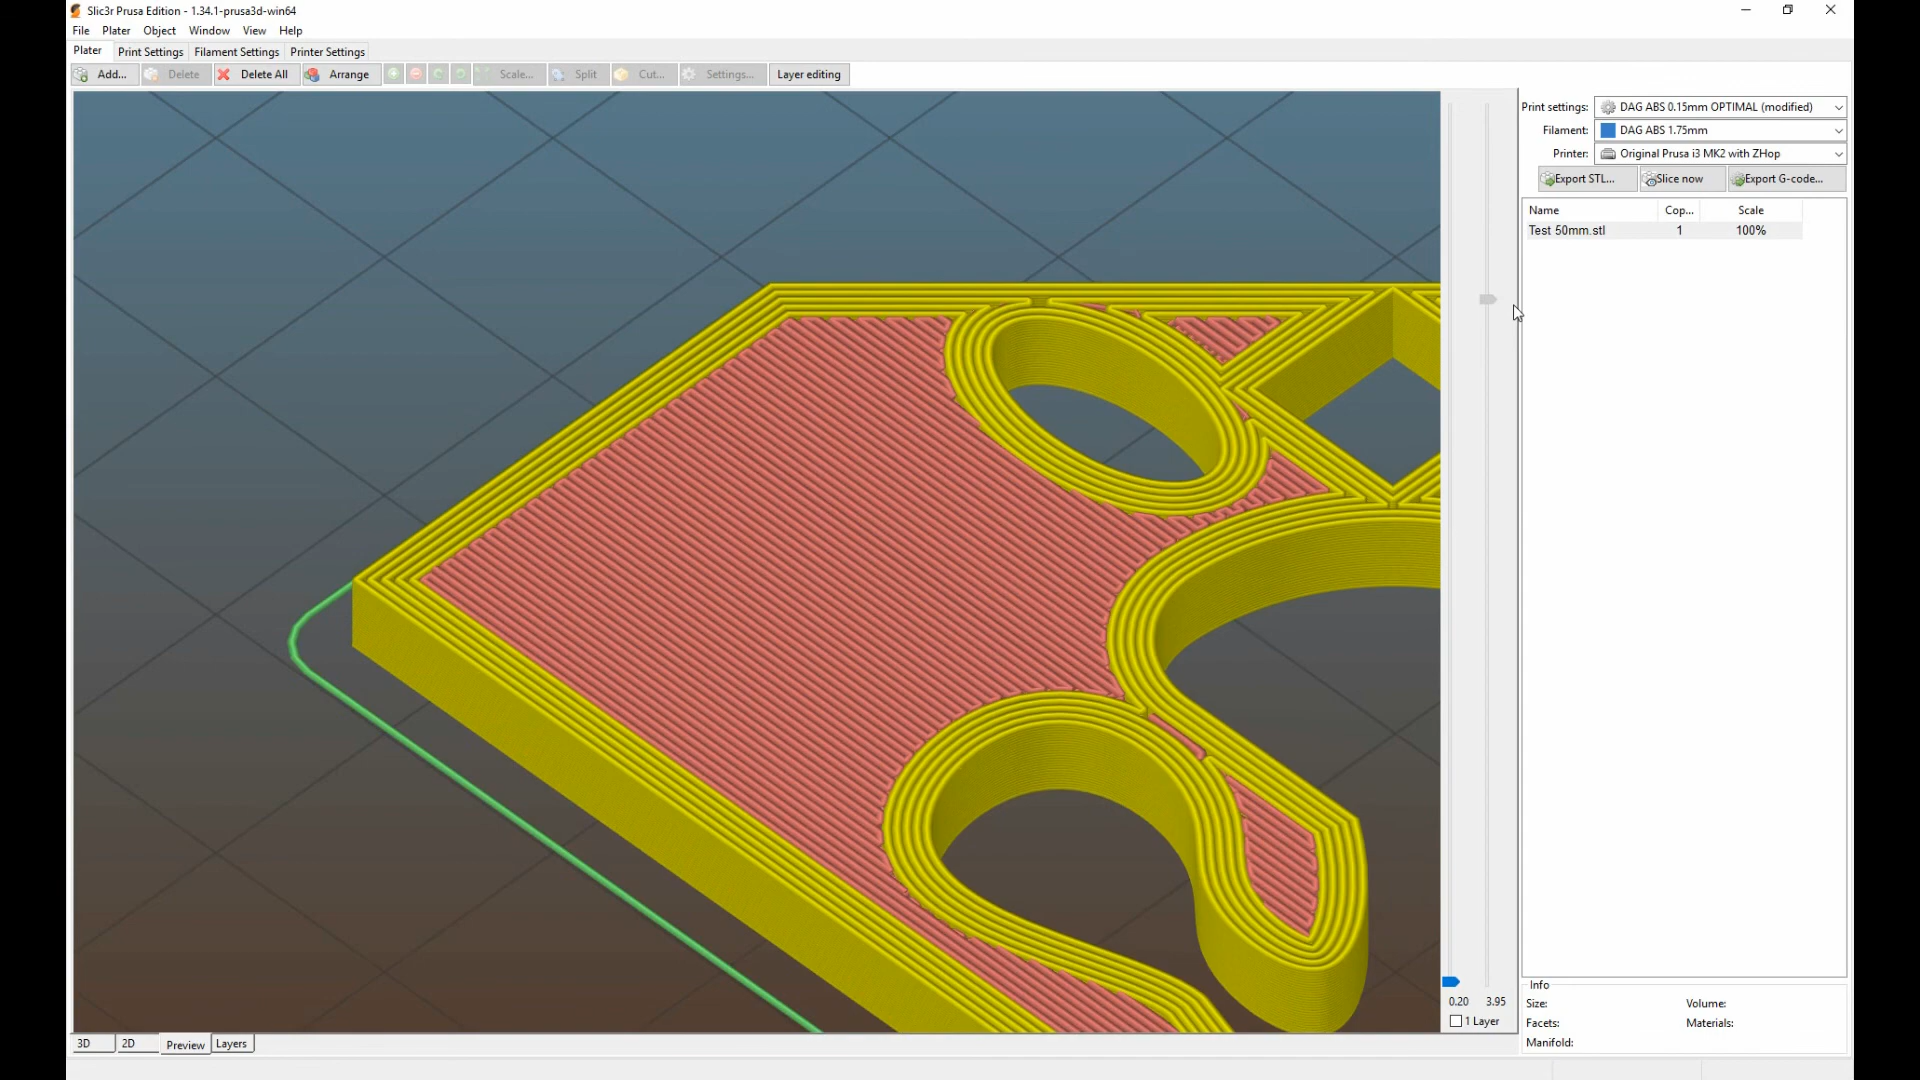 Slic3r Prusa Edition - 1.34.1-prusa3d-win64
File Plater Object Window View Help
Plater Print Settings Filament Settings Printer Settings
Add... Delete Delete All Arrange Scale... Split Cut... Settings... Layer editing
Print settings: DAG ABS 0.15mm OPTIMAL (modified)
Filament: DAG ABS 1.75mm
Printer: Original Prusa i3 MK2 with ZHop
Export STL... Slice now Export G-code...
Name Cop... Scale
Test 50mm.stl 1 100%
0.20 3.95
1 Layer
Info
Size: Volume:
Facets: Materials:
Manifold:
3D 2D Preview Layers